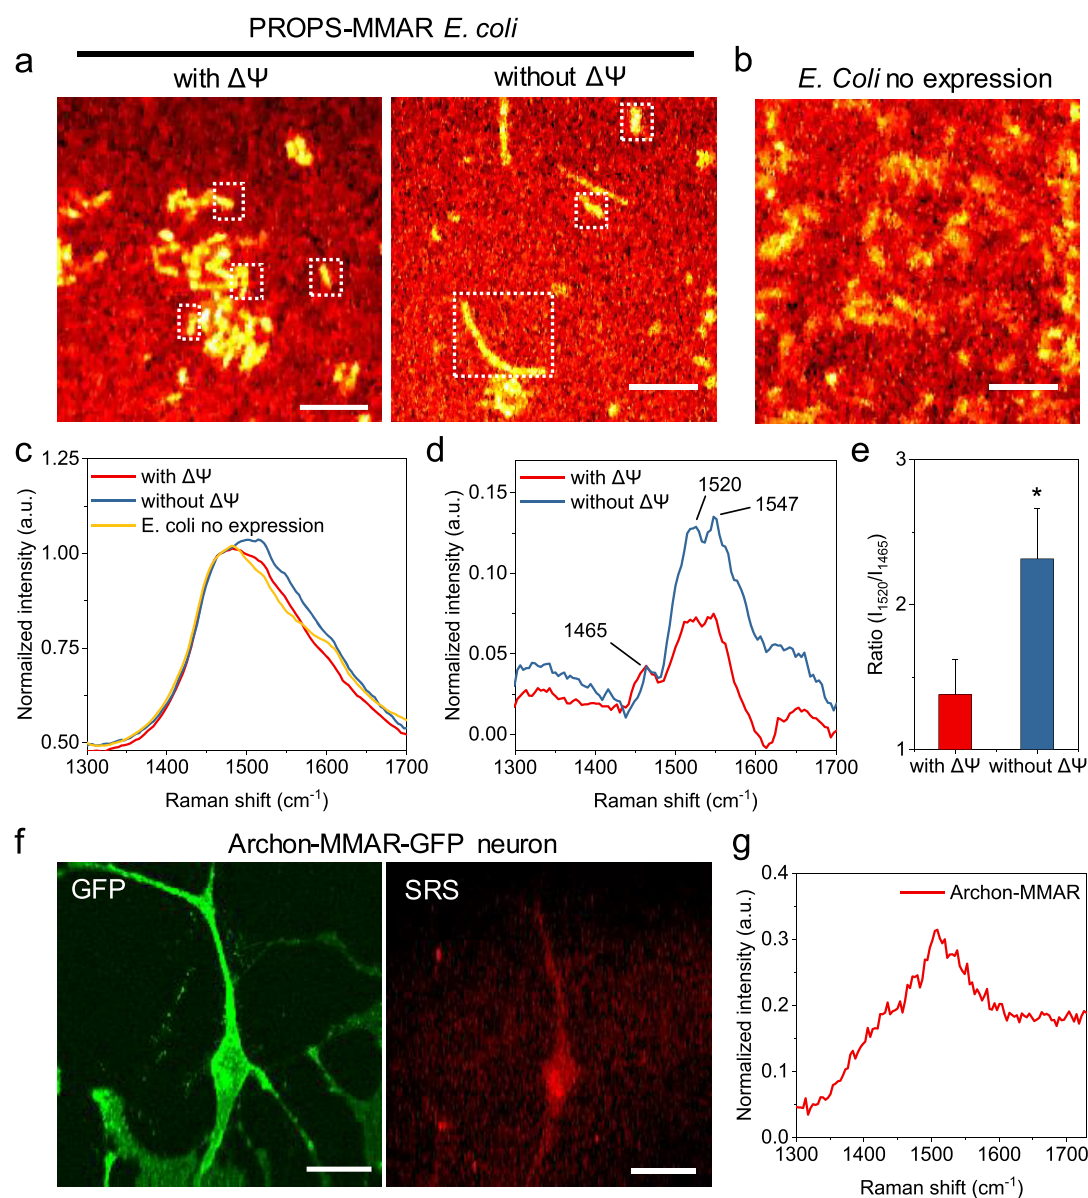 PROPS-MMAR E. coli
a
with ΔΨ
without ΔΨ
b
E. Coli no expression
c
1.25
1.00
0.75
0.50
Normalized intensity (a.u.)
with ΔΨ
without ΔΨ
E. coli no expression
1300 1400 1500 1600 1700
Raman shift (cm⁻¹)
d
0.15
0.10
0.05
0.00
Normalized intensity (a.u.)
with ΔΨ
without ΔΨ
1520
1547
1465
1300 1400 1500 1600 1700
Raman shift (cm⁻¹)
e
3
2
1
Ratio (I₁₅₂₀/I₁₄₆₅)
*
with ΔΨ without ΔΨ
f
Archon-MMAR-GFP neuron
GFP
SRS
g
0.4
0.3
0.2
0.1
0.0
Normalized intensity (a.u.)
Archon-MMAR
1300 1400 1500 1600 1700
Raman shift (cm⁻¹)